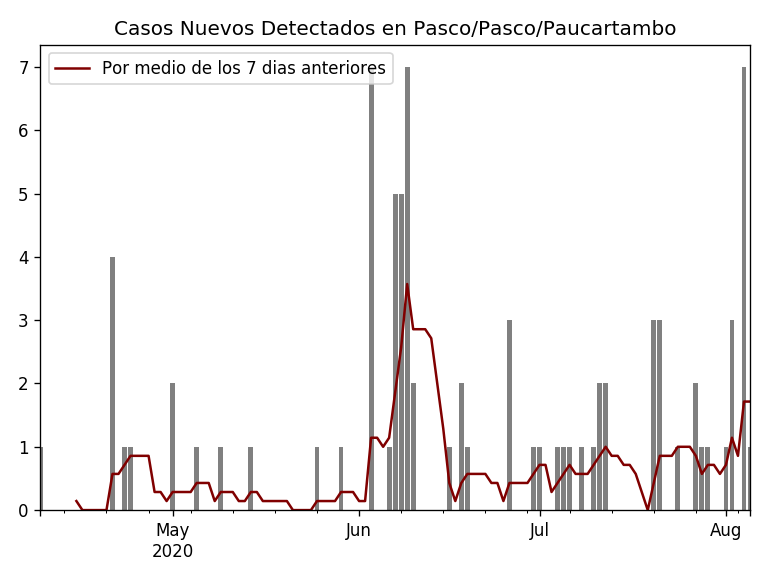 Casos Nuevos Detectados en Pasco/Pasco/Paucartambo
Por medio de los 7 dias anteriores
7
6
5
4
3
2
1
0
May
2020
Jun
Jul
Aug